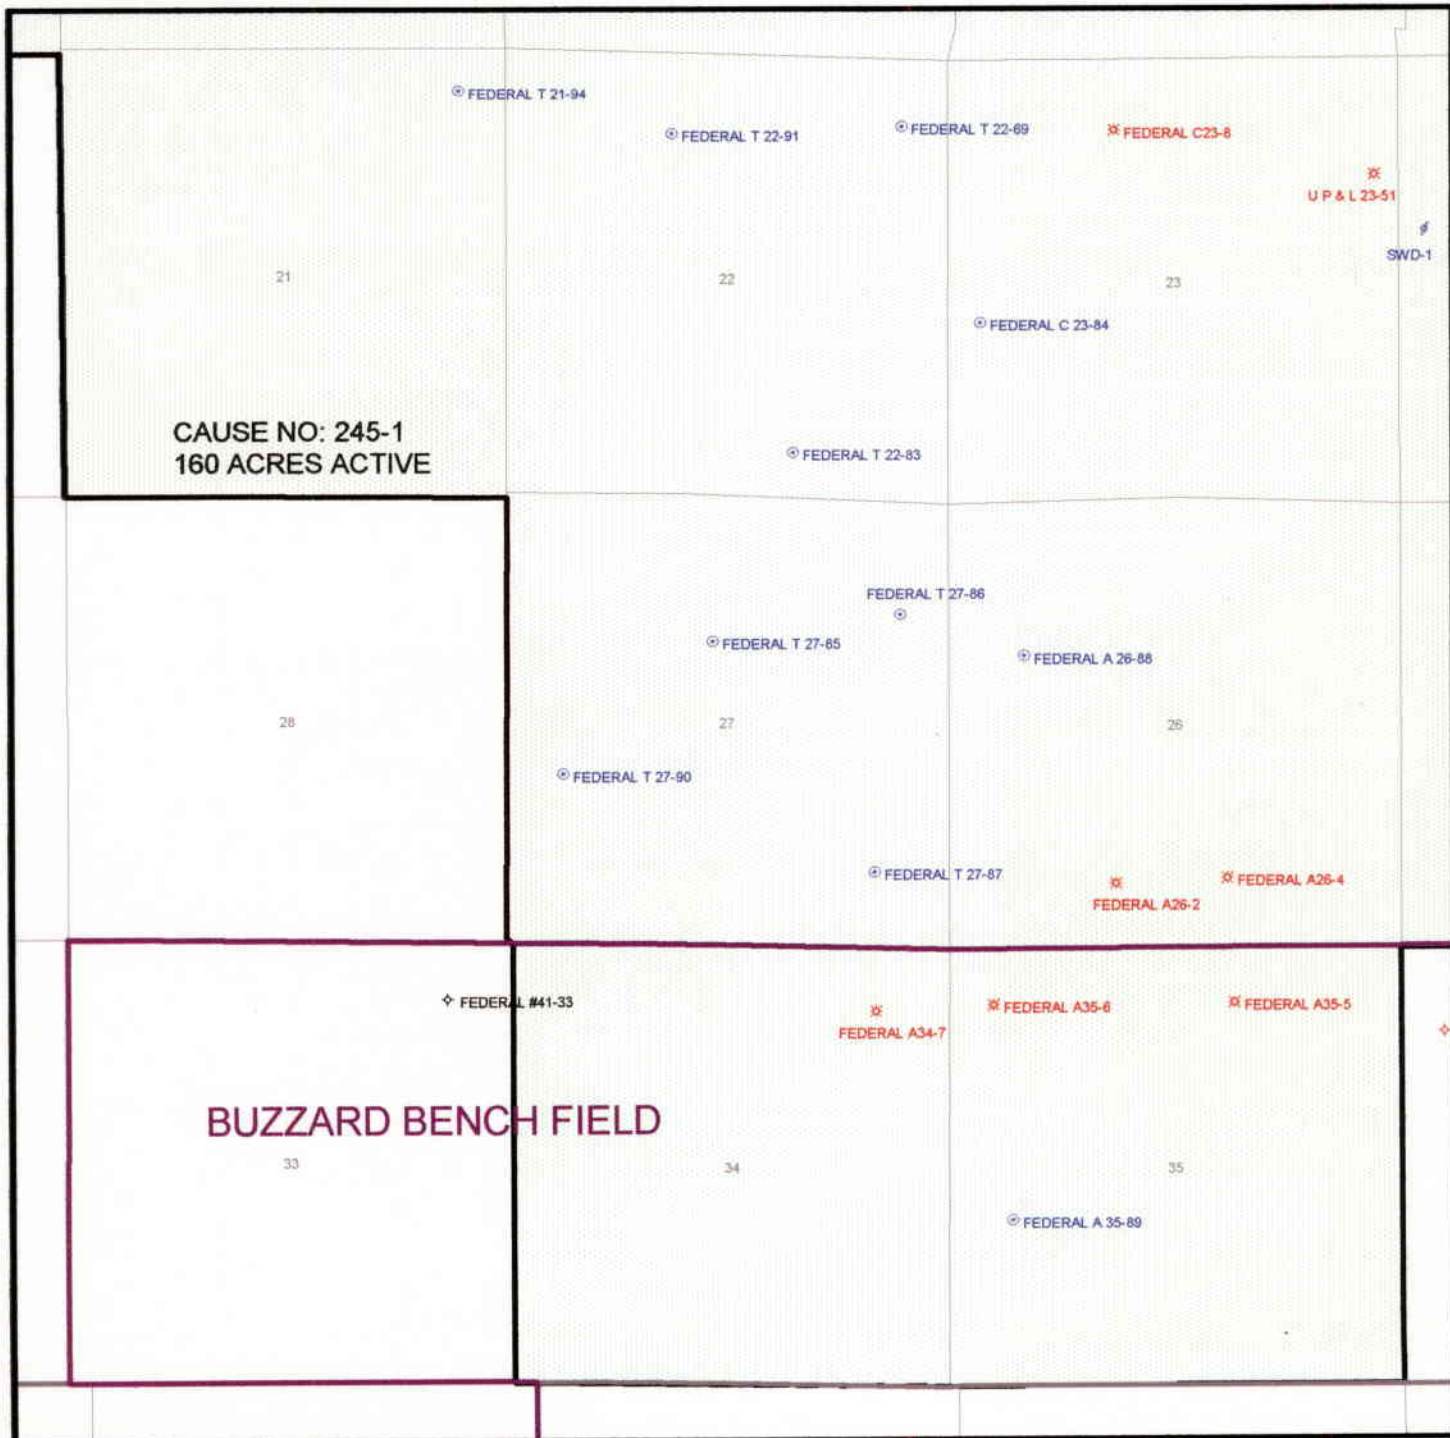 FEDERAL T 21-94
FEDERAL T 22-91
FEDERAL T 22-69
FEDERAL C23-8
U P & L 23-51
SWD-1
21
22
23
FEDERAL C 23-84
CAUSE NO: 245-1
160 ACRES ACTIVE
FEDERAL T 22-83
FEDERAL T 27-86
FEDERAL T 27-85
FEDERAL A 26-88
28
27
26
FEDERAL T 27-90
FEDERAL T 27-87
FEDERAL A26-2
FEDERAL A26-4
FEDERAL #41-33
FEDERAL A34-7
FEDERAL A35-6
FEDERAL A35-5
BUZZARD BENCH FIELD
33
34
35
FEDERAL A 35-89